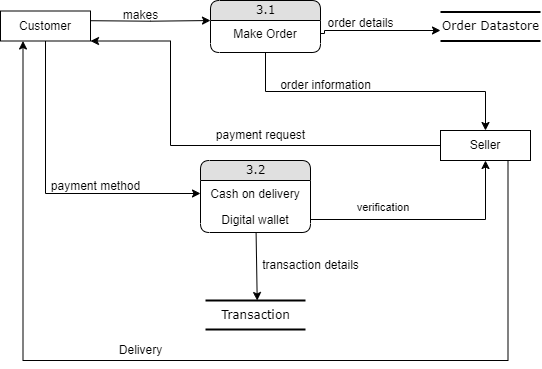 makes
3.1
Customer
Make Order
order details
Order Datastore
order information
payment request
Seller
3.2
payment method
Cash on delivery
Digital wallet
verification
transaction details
Transaction
Delivery